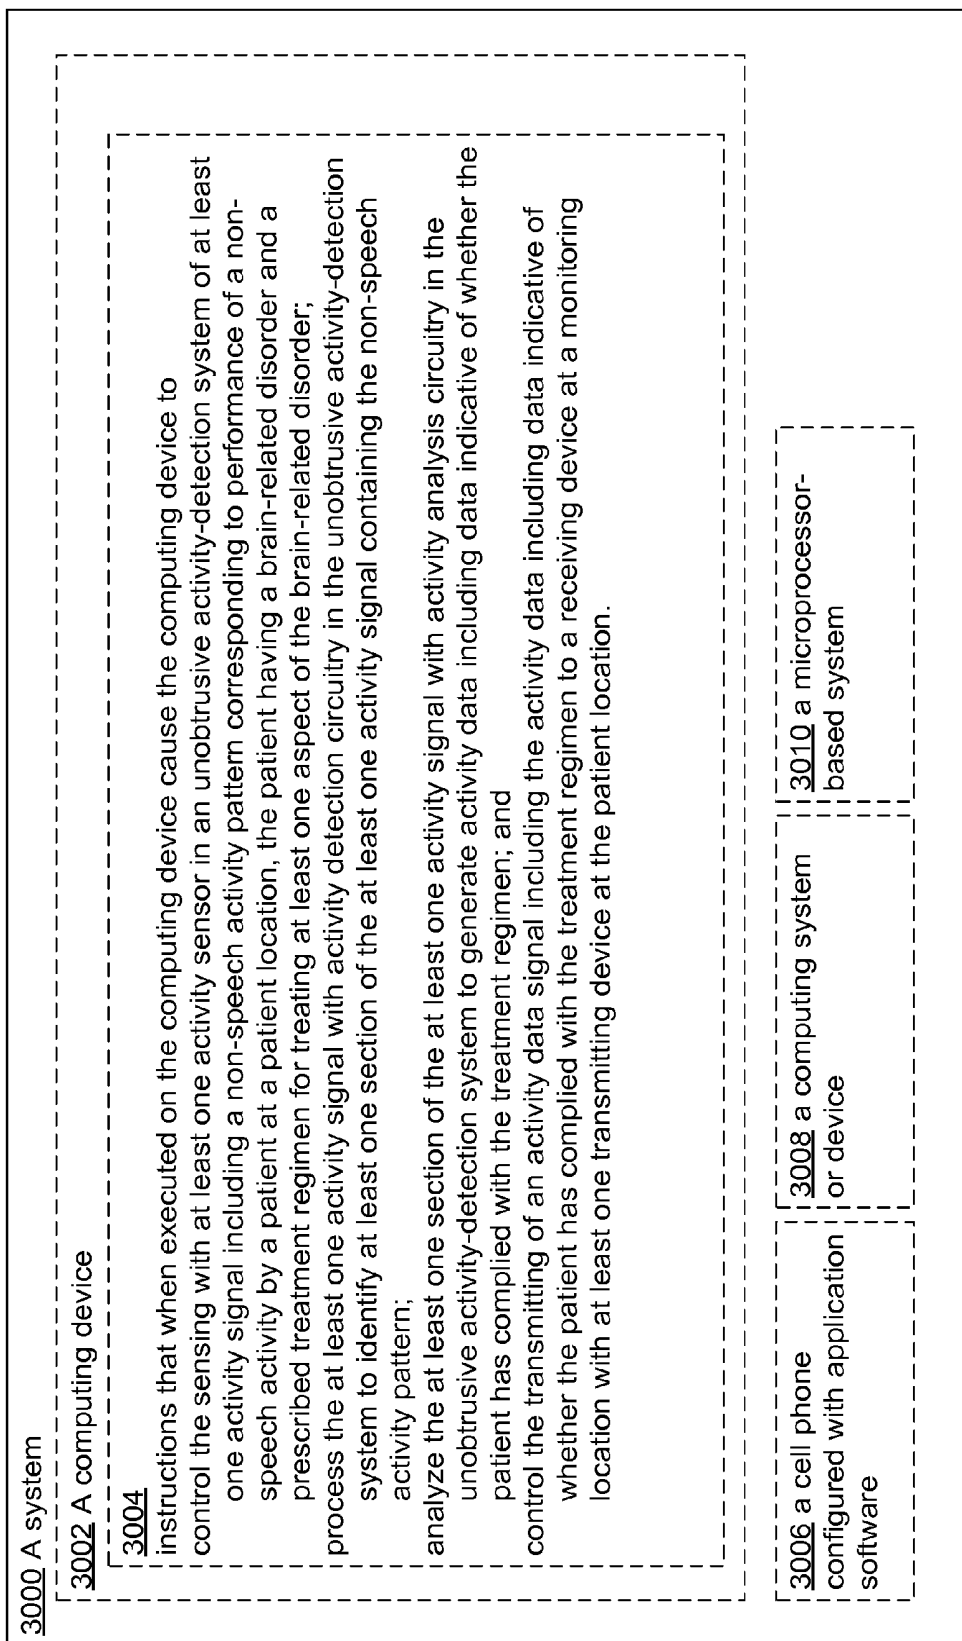 3000 A system
3002 A computing device
3004
instructions that when executed on the computing device cause the computing device to
control the sensing with at least one activity sensor in an unobtrusive activity-detection system of at least
one activity signal including a non-speech activity pattern corresponding to performance of a non-
speech activity by a patient at a patient location, the patient having a brain-related disorder and a
prescribed treatment regimen for treating at least one aspect of the brain-related disorder;
process the at least one activity signal with activity detection circuitry in the unobtrusive activity-detection
system to identify at least one section of the at least one activity signal containing the non-speech
activity pattern;
analyze the at least one section of the at least one activity signal with activity analysis circuitry in the
unobtrusive activity-detection system to generate activity data including data indicative of whether the
patient has complied with the treatment regimen; and
control the transmitting of an activity data signal including the activity data including data indicative of
whether the patient has complied with the treatment regimen to a receiving device at a monitoring
location with at least one transmitting device at the patient location.
3006 a cell phone
configured with application
software
3008 a computing system
or device
3010 a microprocessor-
based system